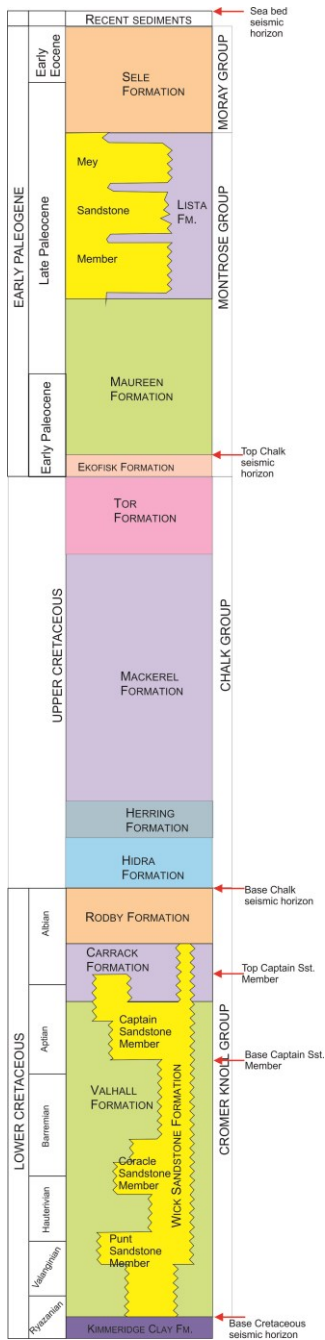 RECENT SEDIMENTS
Sea bed
seismic
horizon
EARLY PALEOGENE
Early
Eocene
SELE
FORMATION
MORAY GROUP
Late Paleocene
Mey
Sandstone
Member
LISTA
FM.
MONTROSE GROUP
MAUREEN
FORMATION
Early Paleocene
Top Chalk
seismic
horizon
EKOFISK FORMATION
UPPER CRETACEOUS
TOR
FORMATION
MACKEREL
FORMATION
CHALK GROUP
HERRING
FORMATION
HIDRA
FORMATION
Base Chalk
seismic horizon
LOWER CRETACEOUS
Albian
RODBY FORMATION
CARRACK
FORMATION
Top Captain Sst.
Member
Aptian
Captain
Sandstone
Member
Base Captain Sst.
Member
CROMER KNOLL GROUP
WICK SANDSTONE FORMATION
VALHALL
FORMATION
Barremian
Coracle
Sandstone
Member
Hauterivian
Punt
Sandstone
Member
Valanginian
Ryazanian
Base Cretaceous
seismic horizon
KIMMERIDGE CLAY FM.